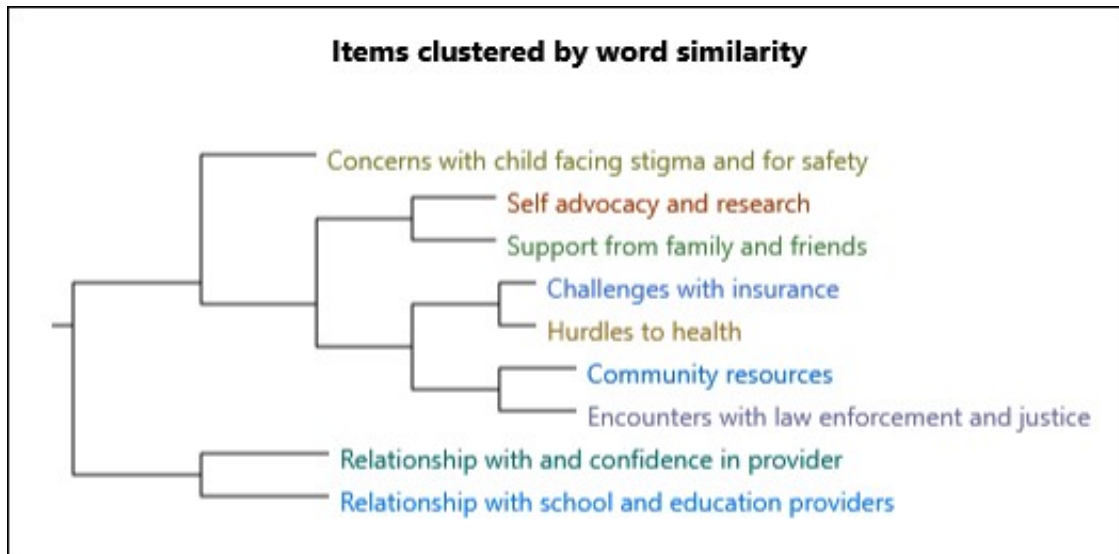 Items clustered by word similarity
Concerns with child facing stigma and for safety
Self advocacy and research
Support from family and friends
Challenges with insurance
Hurdles to health
Community resources
Encounters with law enforcement and justice
Relationship with and confidence in provider
Relationship with school and education providers